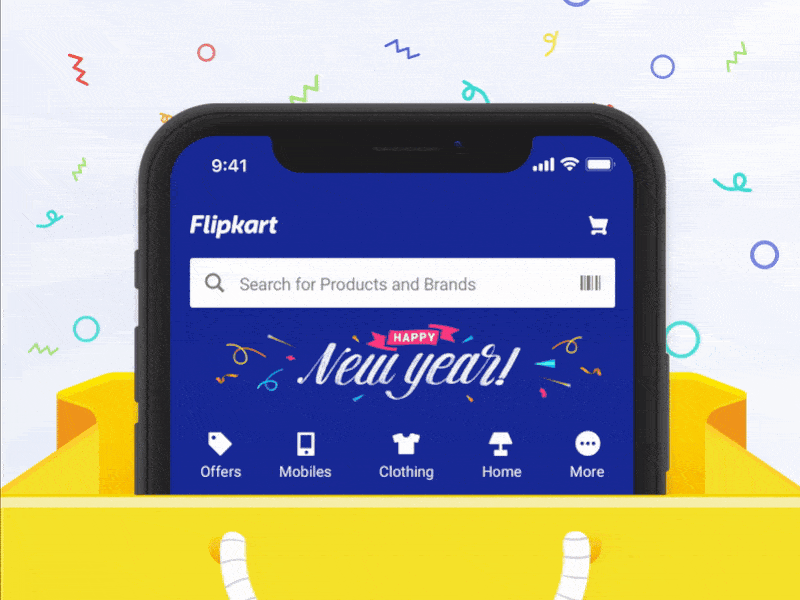 9:41
Flipkart
Search for Products and Brands
HAPPY
New year!
Offers Mobiles Clothing Home More